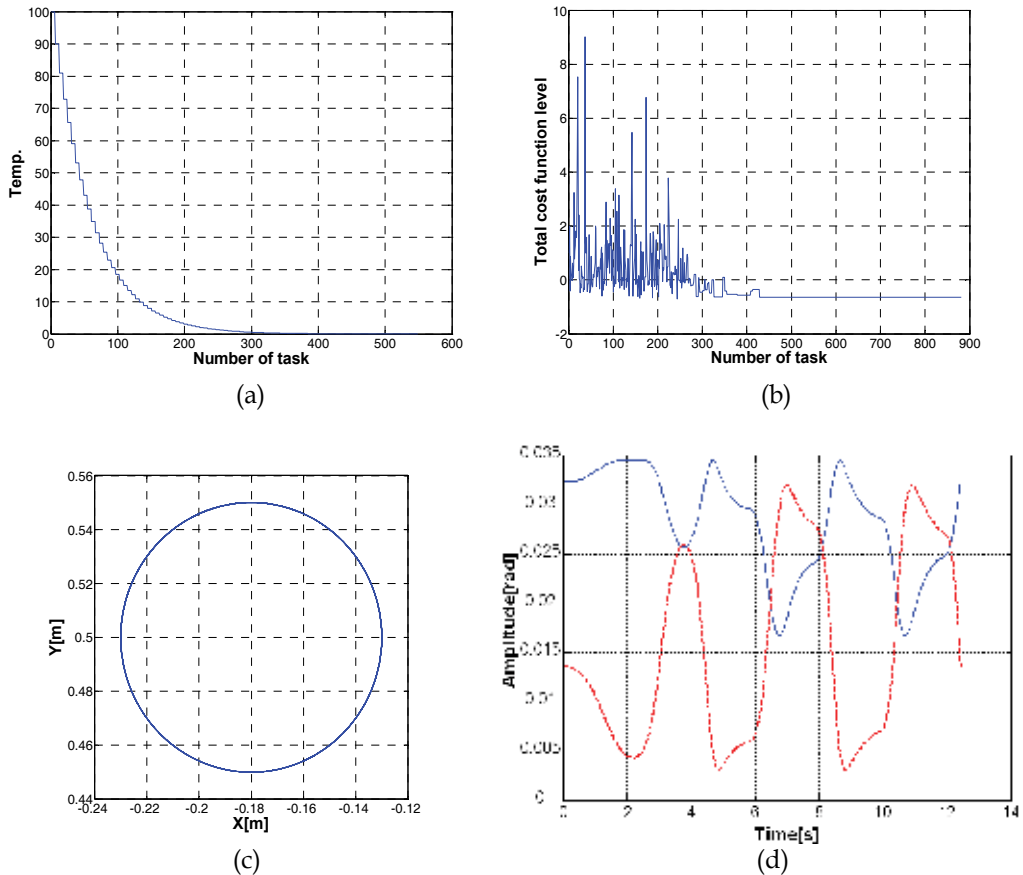 100
90
80
70
60
50
40
30
20
10
0
Temp.
0 100 200 300 400 500 600
Number of task
(a)
10
8
6
4
2
0
-2
Total cost function level
0 100 200 300 400 500 600 700 800 900
Number of task
(b)
0.56
0.54
0.52
0.5
0.48
0.46
0.44
Y[m]
-0.24 -0.22 -0.2 -0.18 -0.16 -0.14 -0.12
X[m]
(c)
0.035
0.03
0.025
0.02
0.015
0.01
0.005
0
Amplitude[rad]
0 2 4 6 8 10 12 14
Time[s]
(d)